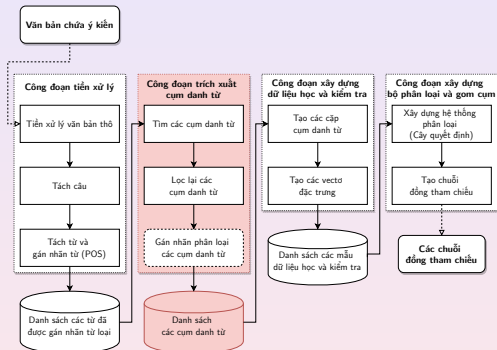 Văn bản chứa ý kiến
Công đoạn tiền xử lý
Tiền xử lý văn bản thô
Tách câu
Tách từ và
gán nhãn từ (POS)
Danh sách các từ đã
được gán nhãn từ loại
Công đoạn trích xuất
cụm danh từ
Tìm các cụm danh từ
Lọc lại các
cụm danh từ
Gán nhãn phân loại
các cụm danh từ
Danh sách
các cụm danh từ
Công đoạn xây dựng
dữ liệu học và kiểm tra
Tạo các cặp
cụm danh từ
Tạo các vectơ
đặc trưng
Danh sách các mẫu
dữ liệu học và kiểm tra
Công đoạn xây dựng
bộ phân loại và gom cụm
Xây dựng hệ thống
phân loại
(Cây quyết định)
Tạo chuỗi
đồng tham chiếu
Các chuỗi
đồng tham chiếu